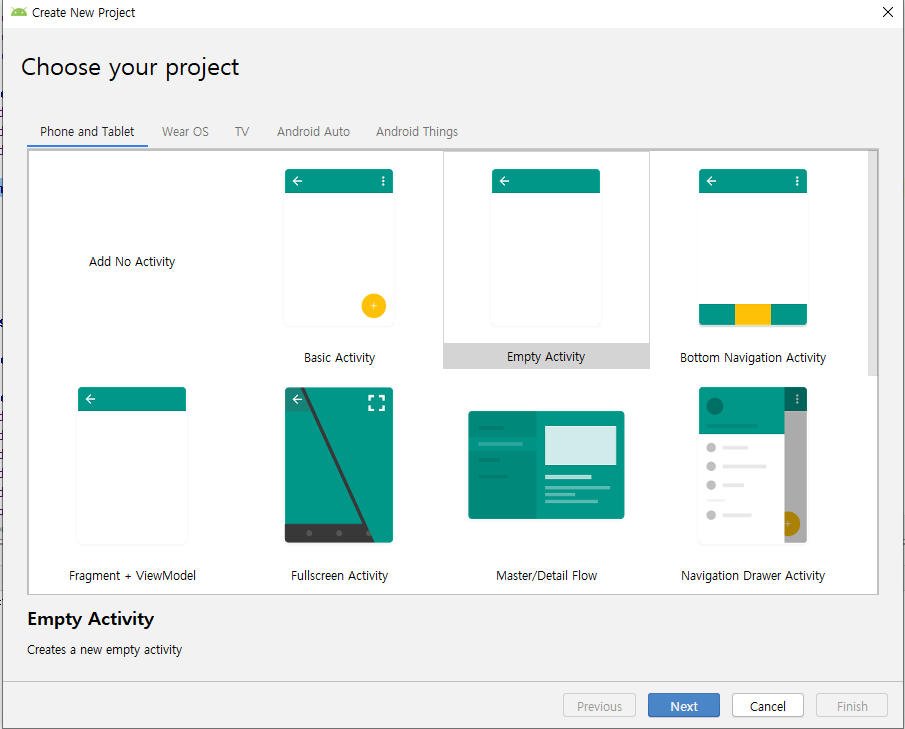 Create New Project
Choose your project
Phone and Tablet
Wear OS
TV
Android Auto
Android Things
Add No Activity
Basic Activity
Empty Activity
Bottom Navigation Activity
Fragment + ViewModel
Fullscreen Activity
Master/Detail Flow
Navigation Drawer Activity
Empty Activity
Creates a new empty activity
Previous
Next
Cancel
Finish